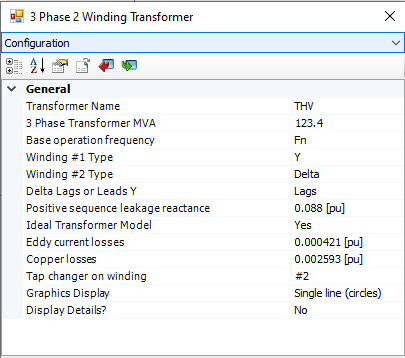 3 Phase 2 Winding Transformer
Configuration
General
Transformer Name THV
3 Phase Transformer MVA 123.4
Base operation frequency Fn
Winding #1 Type Y
Winding #2 Type Delta
Delta Lags or Leads Y Lags
Positive sequence leakage reactance 0.088 [pu]
Ideal Transformer Model Yes
Eddy current losses 0.000421 [pu]
Copper losses 0.002593 [pu]
Tap changer on winding #2
Graphics Display Single line (circles)
Display Details? No